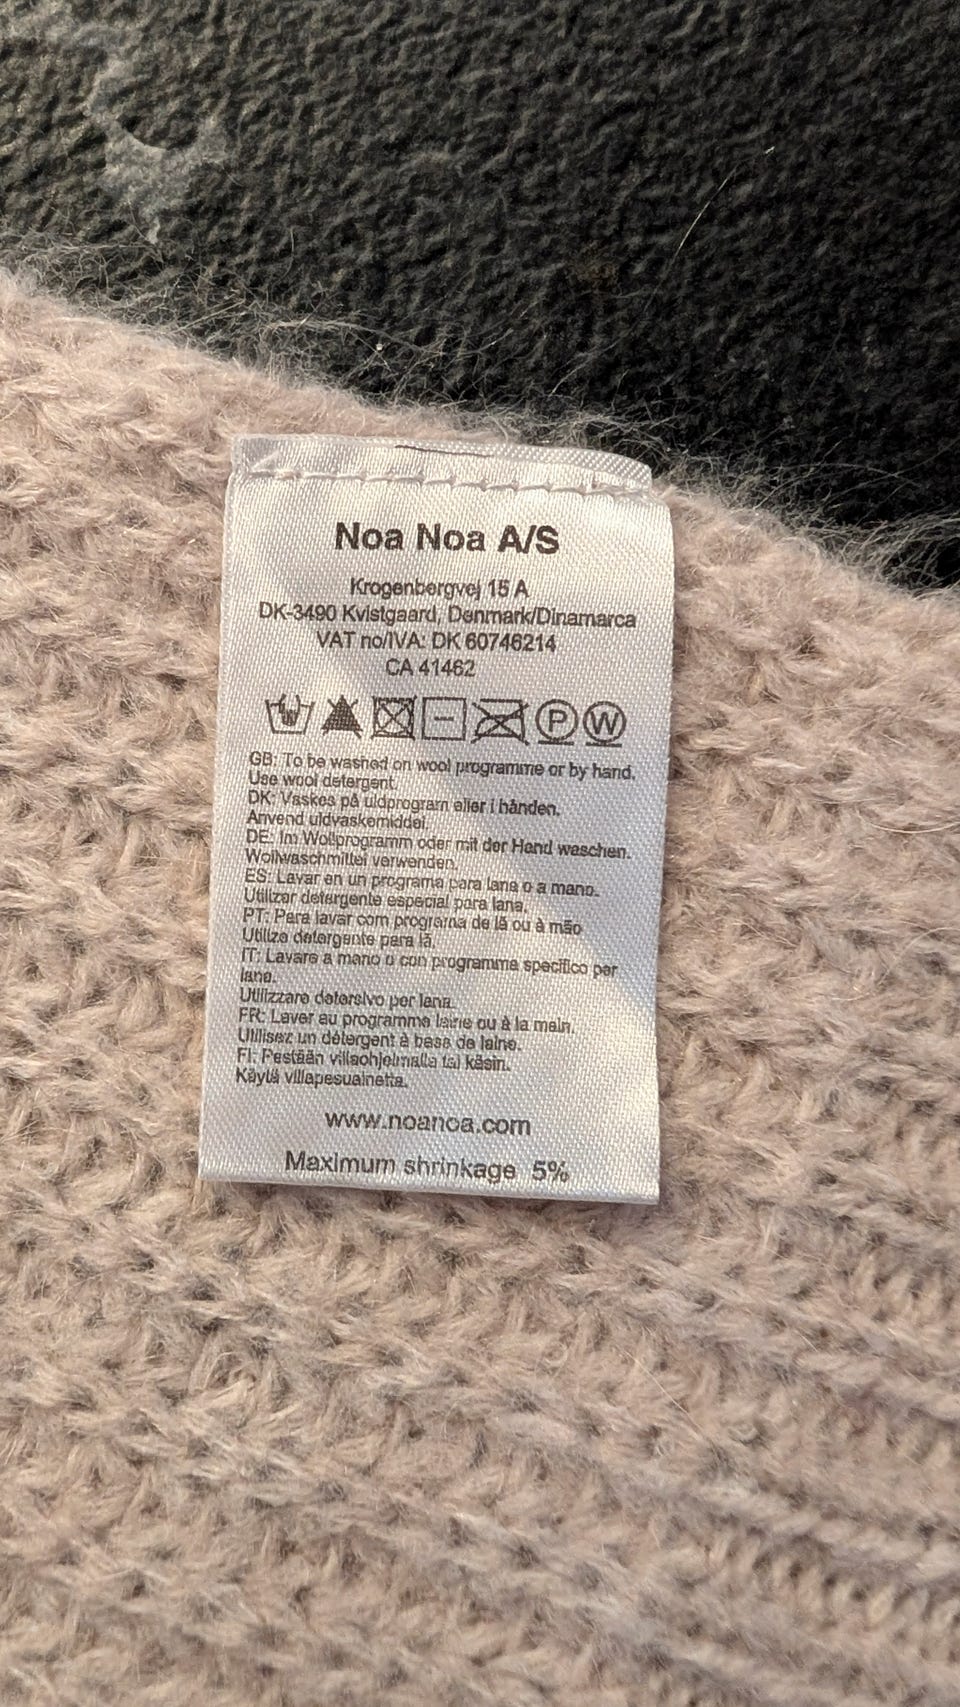 Noa Noa A/S
Krogenbergvej 15 A
DK-3490 Kvistgaard, Denmark/Dinamarca
VAT no/IVA: DK 60746214
CA 41462
P W
GB: To be washed on wool programme or by hand.
Use wool detergent.
DK: Vaskes på uldprogram eller i hånden.
Anvend uldvaskemiddel.
DE: Im Wollprogramm oder mit der Hand waschen.
Wollwaschmittel verwenden.
ES: Lavar en un programa para lana o a mano.
Utilizar detergente especial para lana.
PT: Para lavar com programa de lã ou à mão
Utilize detergente para lã.
IT: Lavare a mano o con programma specifico per
lana.
Utilizzare detersivo per lana.
FR: Laver au programme laine ou à la main.
Utilisez un détergent à base de laine.
FI: Pestään villaohjelmalla tai käsin.
Käytä villapesuainetta.
www.noanoa.com
Maximum shrinkage 5%